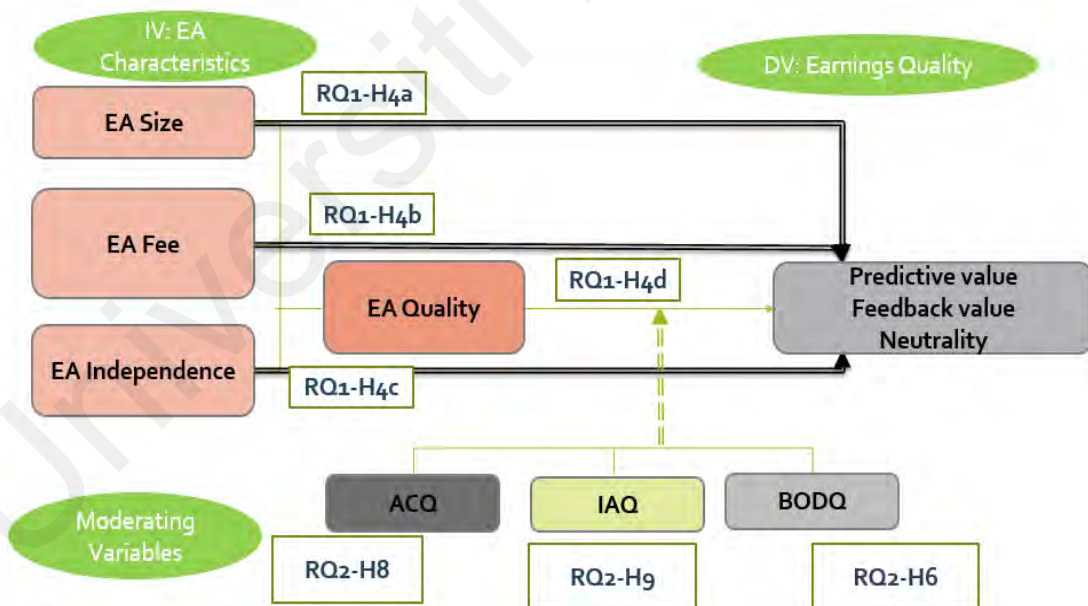 IV: EA
Characteristics
DV: Earnings Quality
RQ1-H4a
EA Size
RQ1-H4b
EA Fee
RQ1-H4d
EA Quality
Predictive value
Feedback value
Neutrality
EA Independence
RQ1-H4c
ACQ
IAQ
BODQ
Moderating
Variables
RQ2-H8
RQ2-H9
RQ2-H6
Universiti